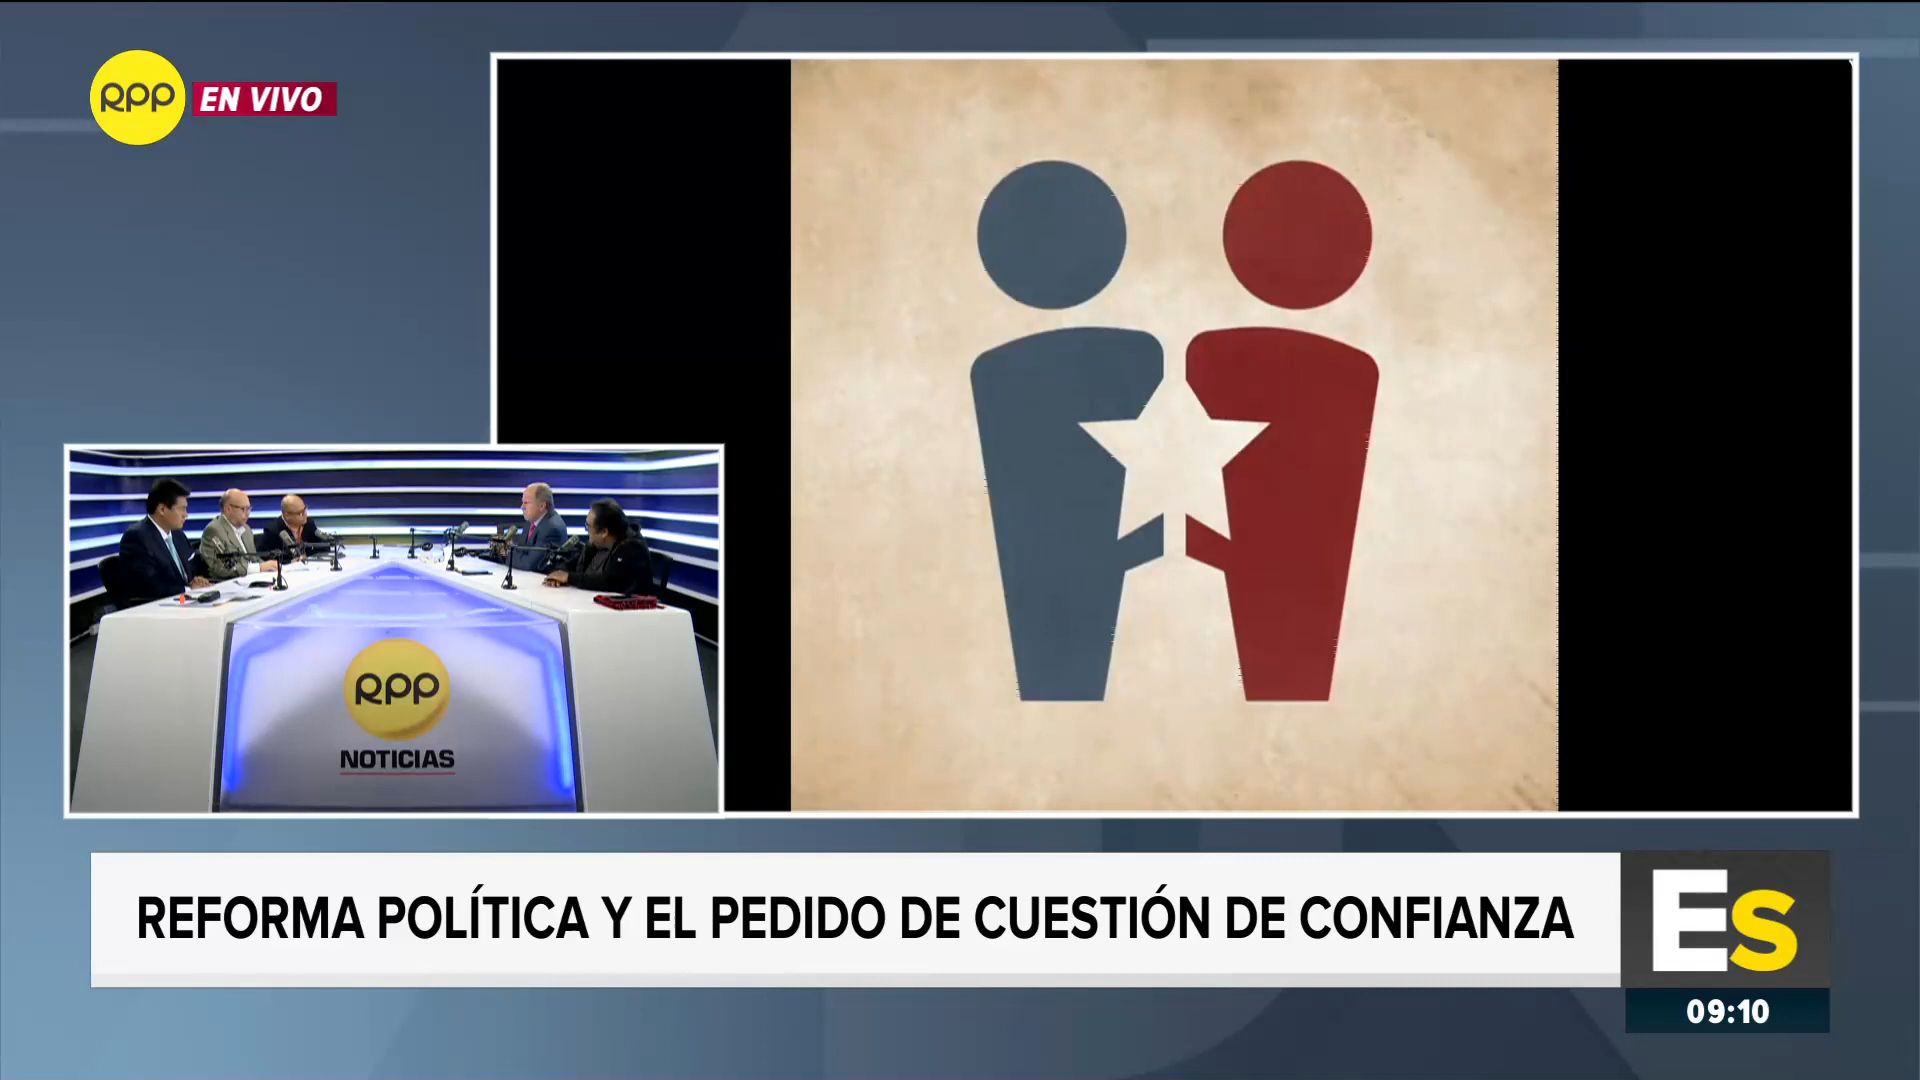 RPP
EN VIVO
RPP
NOTICIAS
REFORMA POLÍTICA Y EL PEDIDO DE CUESTIÓN DE CONFIANZA
Es
09:10